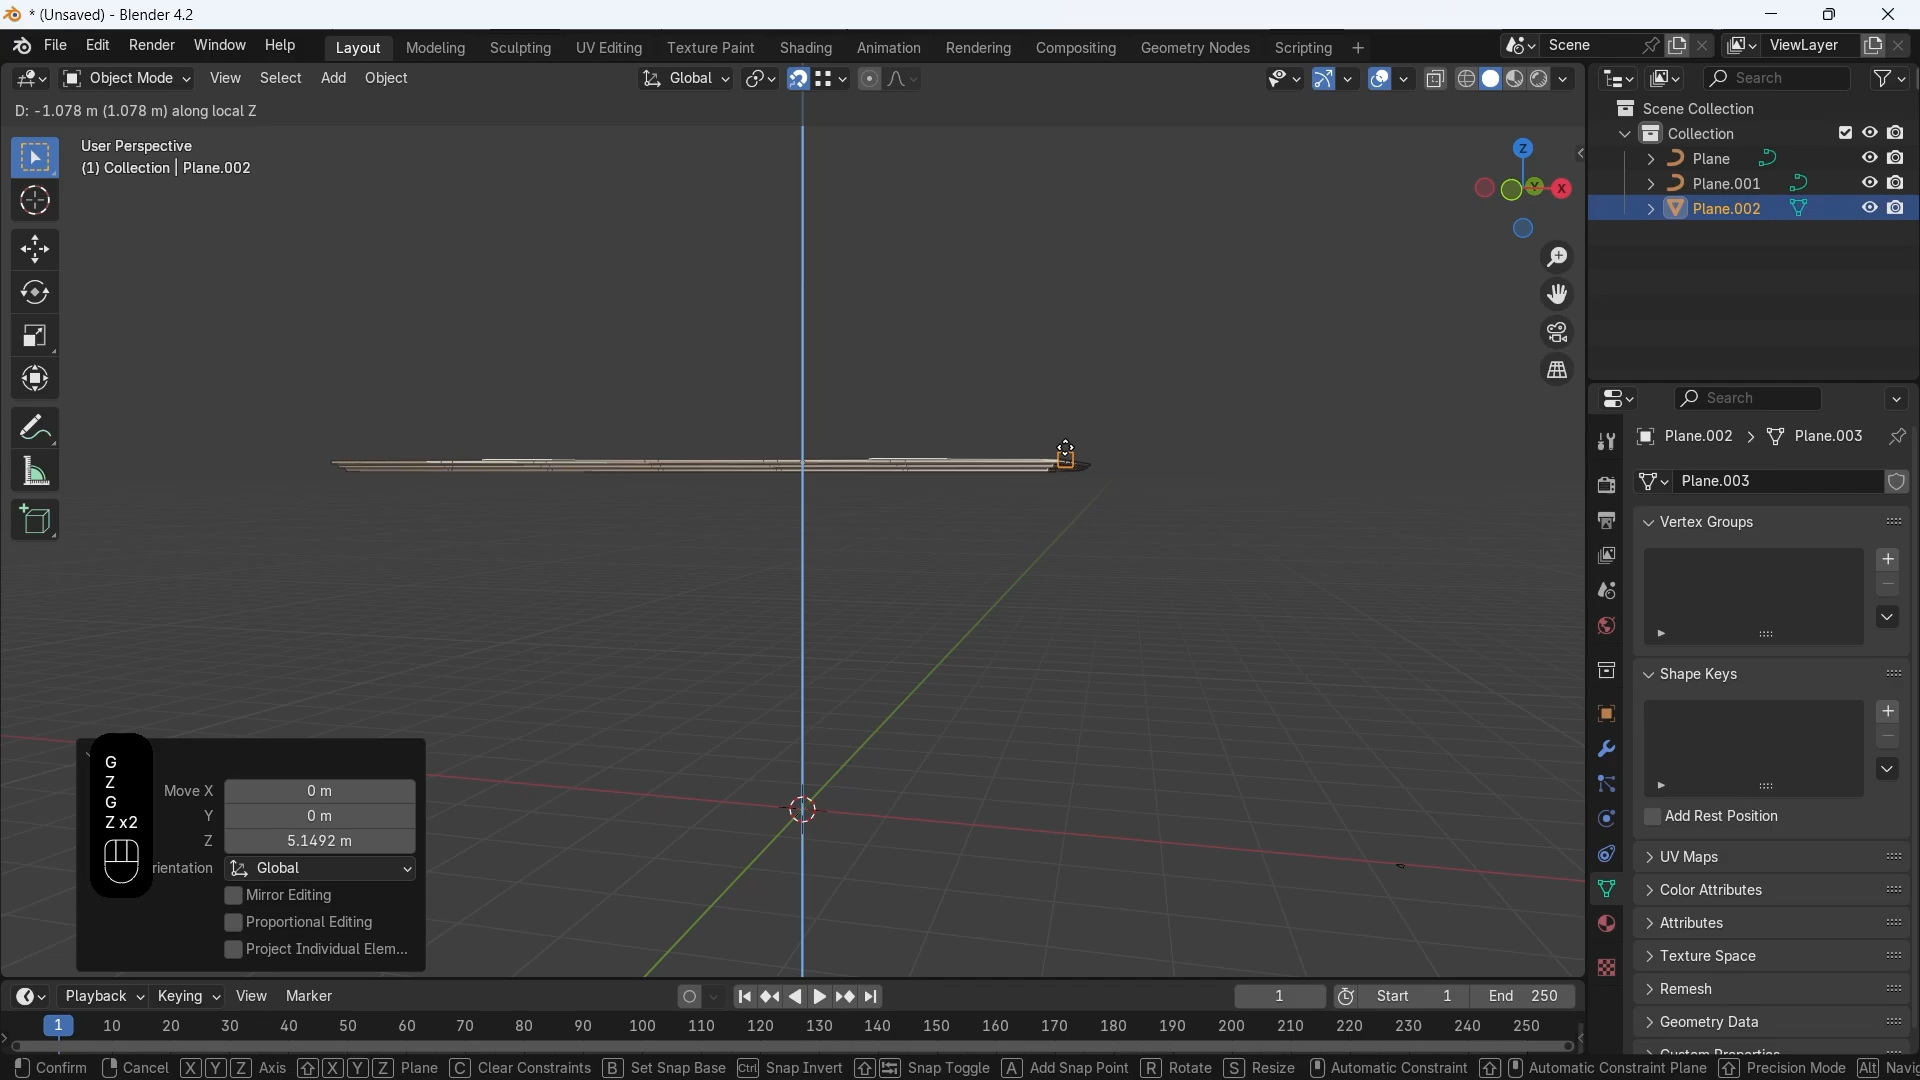 * (Unsaved) - Blender 4.2
File Edit Render Window Help
Layout Modeling Sculpting UV Editing Texture Paint Shading Animation Rendering Compositing Geometry Nodes Scripting +
Scene
ViewLayer
Object Mode View Select Add Object
Global
Search
D: -1.078 m (1.078 m) along local Z
User Perspective
(1) Collection | Plane.002
Z
Y
X
Scene Collection
Collection
Plane
Plane.001
Plane.002
Search
Plane.002 > Plane.003
Plane.003
Vertex Groups
Shape Keys
Add Rest Position
UV Maps
Color Attributes
Attributes
Texture Space
Remesh
Geometry Data
Custom Properties
G
Z
G
Z x2
Move X 0 m
Y 0 m
Z 5.1492 m
rientation Global
Mirror Editing
Proportional Editing
Project Individual Elem...
Playback Keying View Marker
1
Start 1
End 250
1 10 20 30 40 50 60 70 80 90 100 110 120 130 140 150 160 170 180 190 200 210 220 230 240 250
Confirm Cancel X Y Z Axis X Y Z Plane C Clear Constraints B Set Snap Base Ctrl Snap Invert Snap Toggle A Add Snap Point R Rotate S Resize Automatic Constraint Automatic Constraint Plane Precision Mode Alt Navig